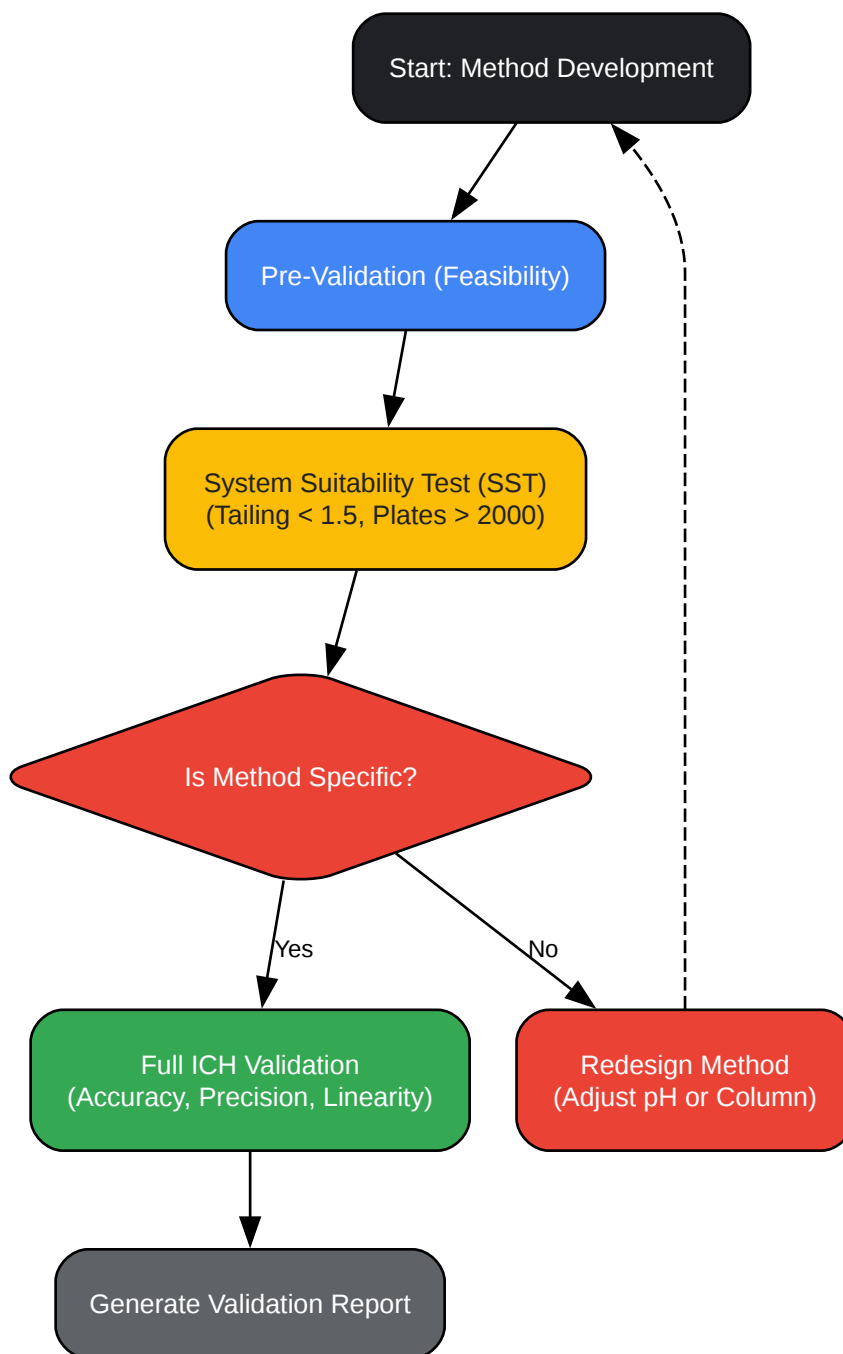 Start: Method Development
Pre-Validation (Feasibility)
System Suitability Test (SST)
(Tailing < 1.5, Plates > 2000)
Is Method Specific?
Yes
No
Full ICH Validation
(Accuracy, Precision, Linearity)
Redesign Method
(Adjust pH or Column)
Generate Validation Report